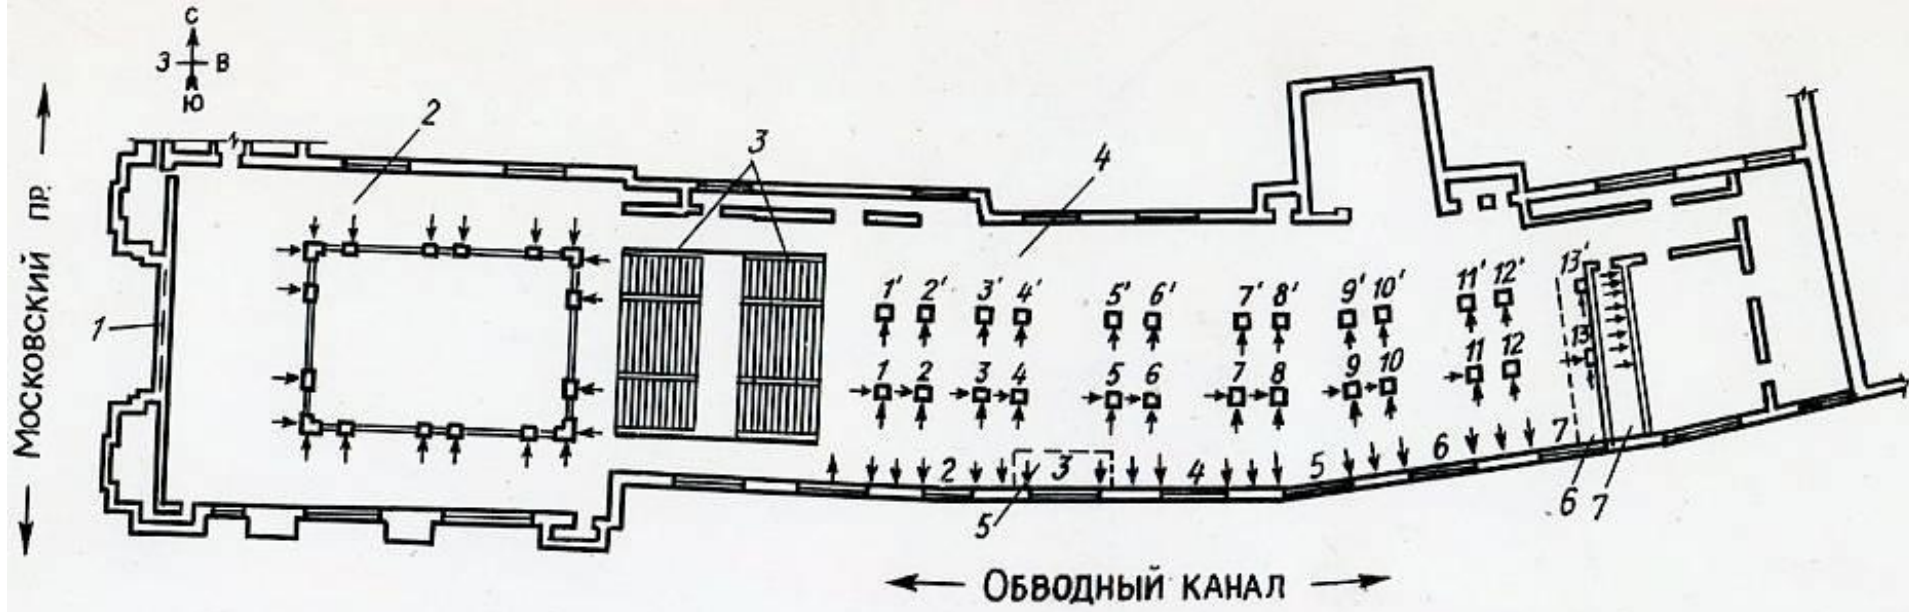 С
З В
Ю
2
3
4
1
МОСКОВСКИЙ ПР.
1' 2' 3' 4' 5' 6' 7' 8' 9' 10' 11' 12' 13'
1 2 3 4 5 6 7 8 9 10 11 12 13
2 3 4 5 6 7
5
6 7
ОБВОДНЫЙ КАНАЛ